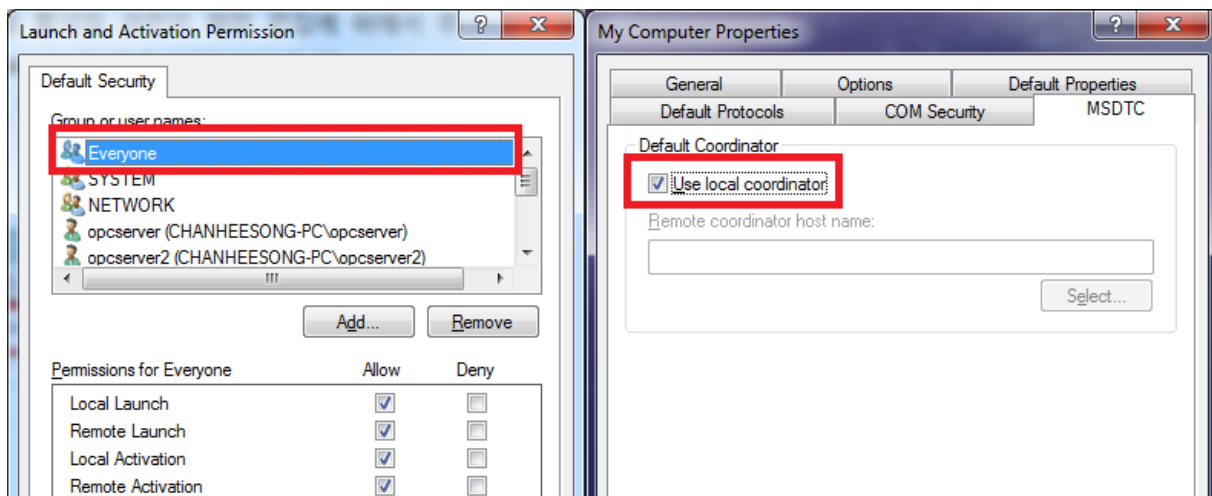 Launch and Activation Permission
Default Security
Group or user names:
Everyone
SYSTEM
NETWORK
opcserver (CHANHEESONG-PC\opcserver)
opcserver2 (CHANHEESONG-PC\opcserver2)
Add...
Remove
Permissions for Everyone Allow Deny
Local Launch
Remote Launch
Local Activation
Remote Activation
My Computer Properties
General Options Default Properties
Default Protocols COM Security MSDTC
Default Coordinator
Use local coordinator
Remote coordinator host name:
Select...